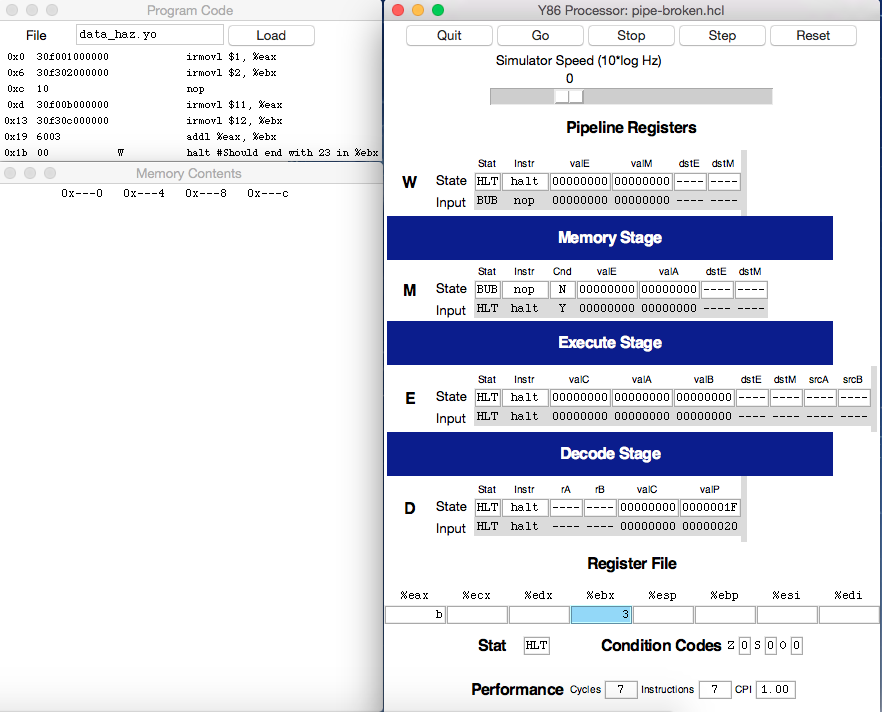 Program Code
File data_haz.yo Load
0x0 30f001000000 irmovl $1, %eax
0x6 30f302000000 irmovl $2, %ebx
0xc 10 nop
0xd 30f00b000000 irmovl $11, %eax
0x13 30f30c000000 irmovl $12, %ebx
0x19 6003 addl %eax, %ebx
0x1b 00 W halt #Should end with 23 in %ebx
Memory Contents
0x---0 0x---4 0x---8 0x---c
Y86 Processor: pipe-broken.hcl
Quit Go Stop Step Reset
Simulator Speed (10*log Hz)
0
Pipeline Registers
Stat Instr valE valM dstE dstM
W State HLT halt 00000000 00000000 ---- ----
Input BUB nop 00000000 00000000 ---- ----
Memory Stage
Stat Instr Cnd valE valA dstE dstM
M State BUB nop N 00000000 00000000 ---- ----
Input HLT halt Y 00000000 00000000 ---- ----
Execute Stage
Stat Instr valC valA valB dstE dstM srcA srcB
E State HLT halt 00000000 00000000 00000000 ---- ---- ---- ----
Input HLT halt 00000000 00000000 00000000 ---- ---- ---- ----
Decode Stage
Stat Instr rA rB valC valP
D State HLT halt ---- ---- 00000000 0000001F
Input HLT halt ---- ---- 00000000 00000020
Register File
%eax %ecx %edx %ebx %esp %ebp %esi %edi
b 3
Stat HLT Condition Codes Z 0 S 0 O 0
Performance Cycles 7 Instructions 7 CPI 1.00